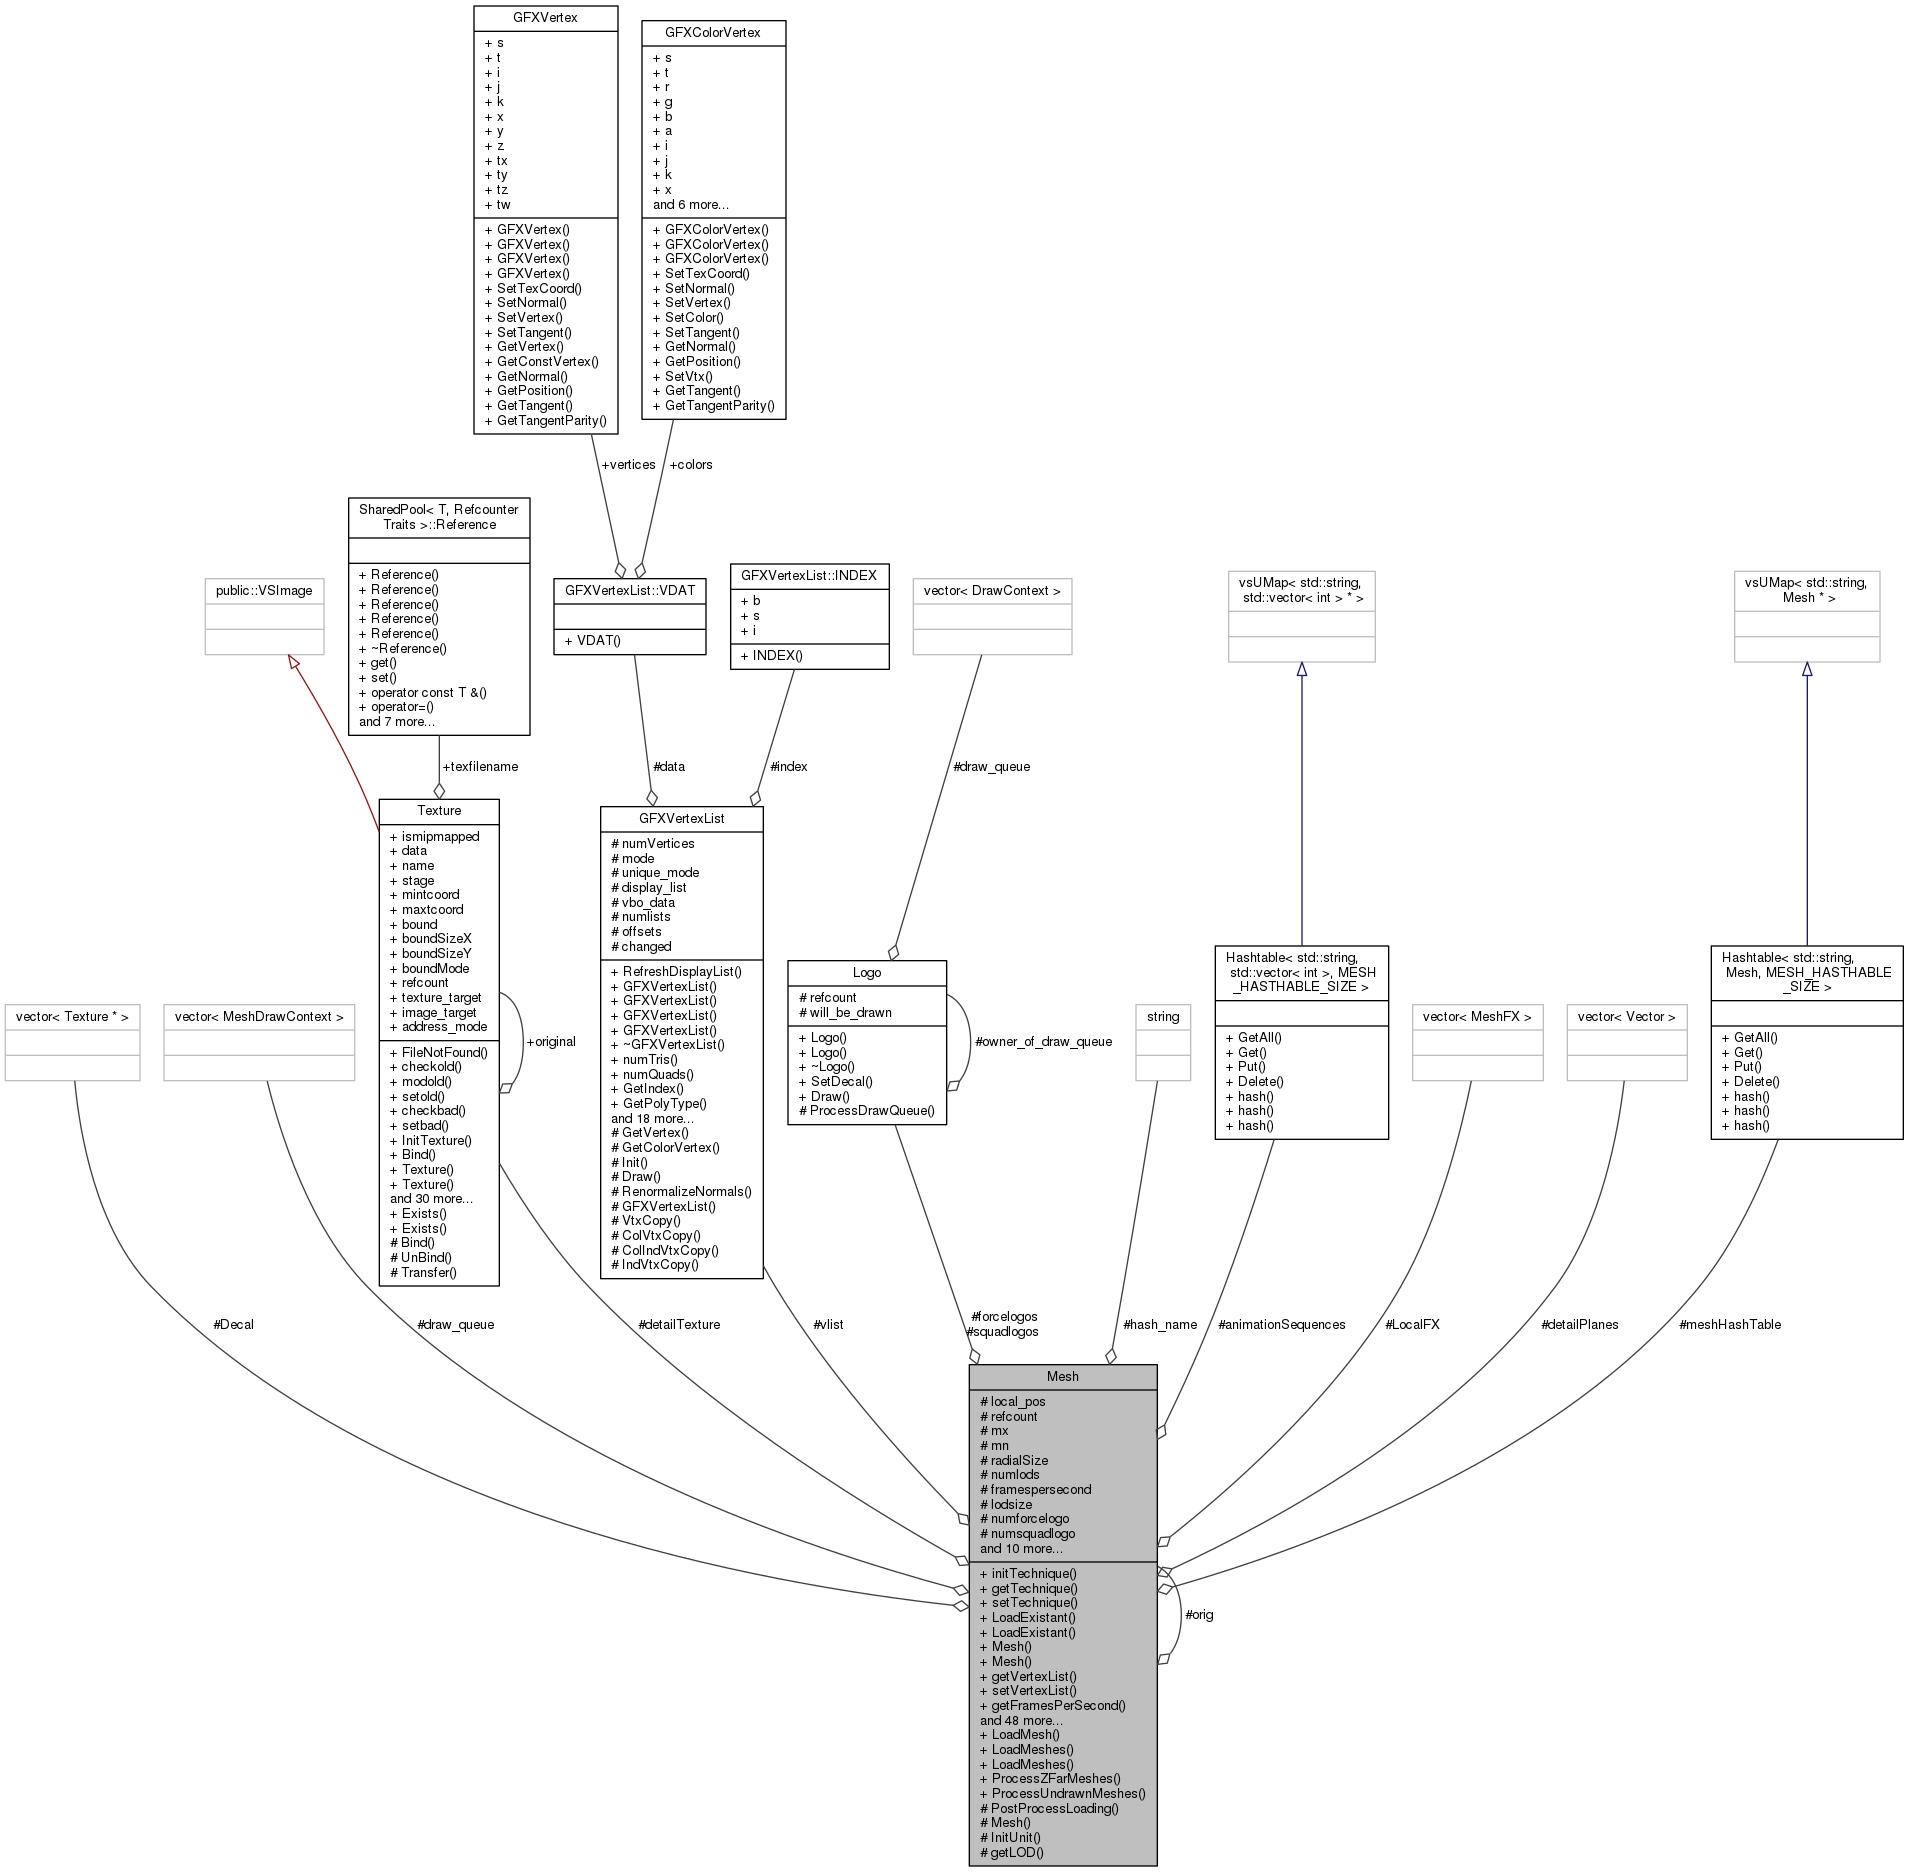 GFXVertex
+ s
+ t
+ i
+ j
+ k
+ x
+ y
+ z
+ tx
+ ty
+ tz
+ tw
+ GFXVertex()
+ GFXVertex()
+ GFXVertex()
+ GFXVertex()
+ SetTexCoord()
+ SetNormal()
+ SetVertex()
+ SetTangent()
+ GetVertex()
+ GetConstVertex()
+ GetNormal()
+ GetPosition()
+ GetTangent()
+ GetTangentParity()
GFXColorVertex
+ s
+ t
+ r
+ g
+ b
+ a
+ i
+ j
+ k
+ x
and 6 more...
+ GFXColorVertex()
+ GFXColorVertex()
+ GFXColorVertex()
+ SetTexCoord()
+ SetNormal()
+ SetVertex()
+ SetColor()
+ SetTangent()
+ GetNormal()
+ GetPosition()
+ SetVtx()
+ GetTangent()
+ GetTangentParity()
+vertices
+colors
public::VSImage
SharedPool< T, Refcounter
Traits >::Reference
+ Reference()
+ Reference()
+ Reference()
+ Reference()
+ Reference()
+ ~Reference()
+ get()
+ set()
+ operator const T &()
+ operator=()
and 7 more...
GFXVertexList::VDAT
+ VDAT()
GFXVertexList::INDEX
+ b
+ s
+ i
+ INDEX()
vector< DrawContext >
vsUMap< std::string,
std::vector< int > * >
vsUMap< std::string,
Mesh * >
+texfilename
#data
#index
#draw_queue
Texture
+ ismipmapped
+ data
+ name
+ stage
+ mintcoord
+ maxtcoord
+ bound
+ boundSizeX
+ boundSizeY
+ boundMode
+ refcount
+ texture_target
+ image_target
+ address_mode
+ FileNotFound()
+ checkold()
+ modold()
+ setold()
+ checkbad()
+ setbad()
+ InitTexture()
+ Bind()
+ Texture()
+ Texture()
and 30 more...
+ Exists()
+ Exists()
# Bind()
# UnBind()
# Transfer()
+original
GFXVertexList
# numVertices
# mode
# unique_mode
# display_list
# vbo_data
# numlists
# offsets
# changed
+ RefreshDisplayList()
+ GFXVertexList()
+ GFXVertexList()
+ GFXVertexList()
+ GFXVertexList()
+ ~GFXVertexList()
+ numTris()
+ numQuads()
+ GetIndex()
+ GetPolyType()
and 18 more...
# GetVertex()
# GetColorVertex()
# Init()
# Draw()
# RenormalizeNormals()
# GFXVertexList()
# VtxCopy()
# ColVtxCopy()
# ColIndVtxCopy()
# IndVtxCopy()
Logo
# refcount
# will_be_drawn
+ Logo()
+ Logo()
+ ~Logo()
+ SetDecal()
+ Draw()
# ProcessDrawQueue()
#owner_of_draw_queue
vector< Texture * >
vector< MeshDrawContext >
string
Hashtable< std::string,
std::vector< int >, MESH
_HASTHABLE_SIZE >
+ GetAll()
+ Get()
+ Put()
+ Delete()
+ hash()
+ hash()
+ hash()
vector< MeshFX >
vector< Vector >
Hashtable< std::string,
Mesh, MESH_HASTHABLE
_SIZE >
+ GetAll()
+ Get()
+ Put()
+ Delete()
+ hash()
+ hash()
+ hash()
#Decal
#draw_queue
#detailTexture
#vlist
#forcelogos
#squadlogos
#hash_name
#animationSequences
#LocalFX
#detailPlanes
#meshHashTable
Mesh
# local_pos
# refcount
# mx
# mn
# radialSize
# numlods
# framespersecond
# lodsize
# numforcelogo
# numsquadlogo
and 10 more...
+ initTechnique()
+ getTechnique()
+ setTechnique()
+ LoadExistant()
+ LoadExistant()
+ Mesh()
+ Mesh()
+ getVertexList()
+ setVertexList()
+ getFramesPerSecond()
and 48 more...
+ LoadMesh()
+ LoadMeshes()
+ LoadMeshes()
+ ProcessZFarMeshes()
+ ProcessUndrawnMeshes()
# PostProcessLoading()
# Mesh()
# InitUnit()
# getLOD()
#orig